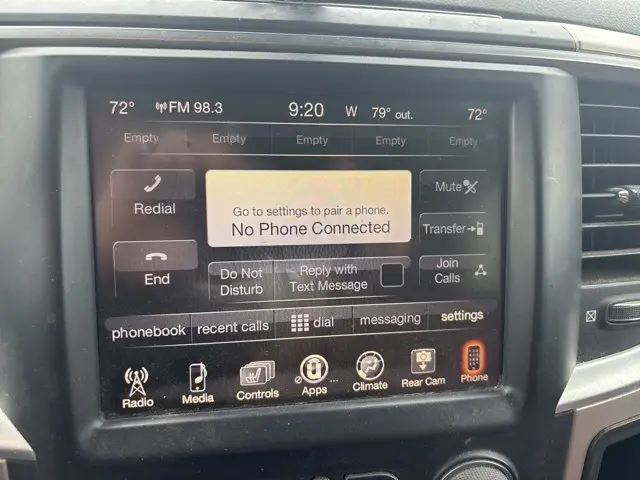 72° FM 98.3 9:20 W 79° out. 72°
Empty Empty Empty Empty Empty
Redial
Go to settings to pair a phone.
No Phone Connected
Mute
Transfer
End
Do Not
Disturb
Reply with
Text Message
Join
Calls
phonebook recent calls dial messaging settings
Radio Media Controls Apps ... Climate Rear Cam Phone